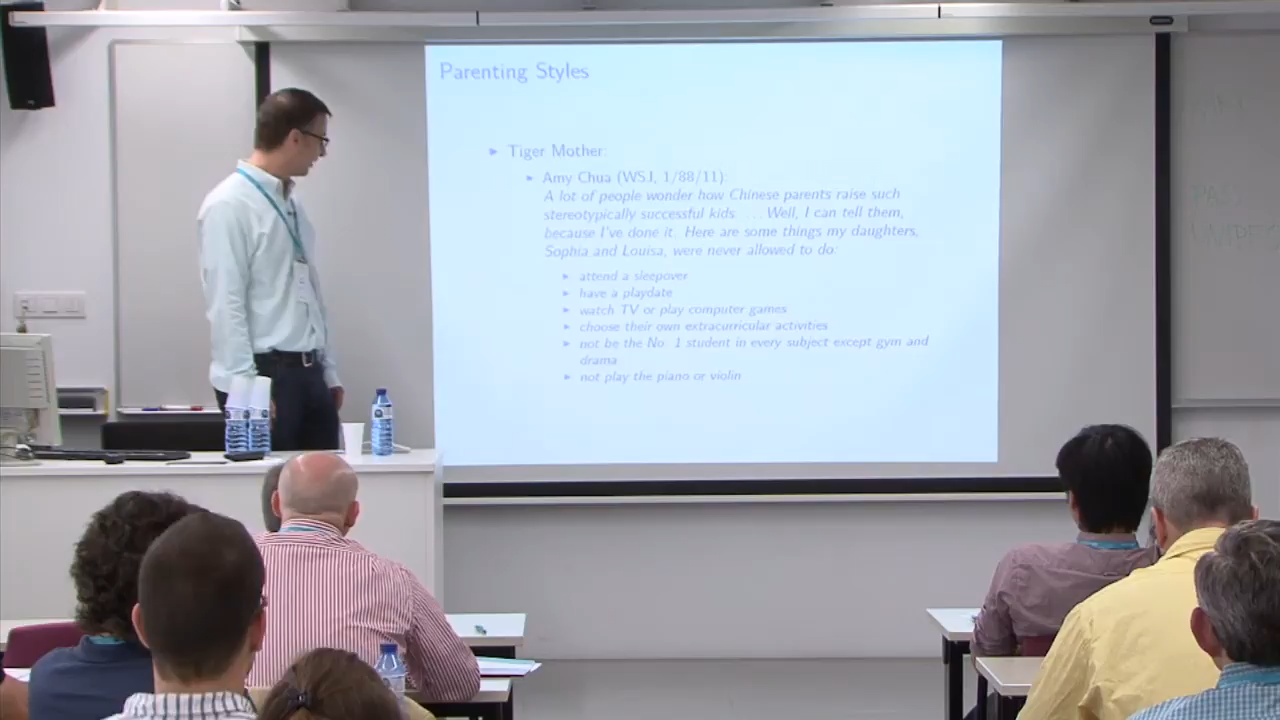 Parenting Styles
▶ Tiger Mother:
▶ Amy Chua (WSJ, 1/88/11):
A lot of people wonder how Chinese parents raise such
stereotypically successful kids. . . . Well, I can tell them,
because I've done it. Here are some things my daughters,
Sophia and Louisa, were never allowed to do:
▶ attend a sleepover
▶ have a playdate
▶ watch TV or play computer games
▶ choose their own extracurricular activities
▶ not be the No. 1 student in every subject except gym and
drama
▶ not play the piano or violin